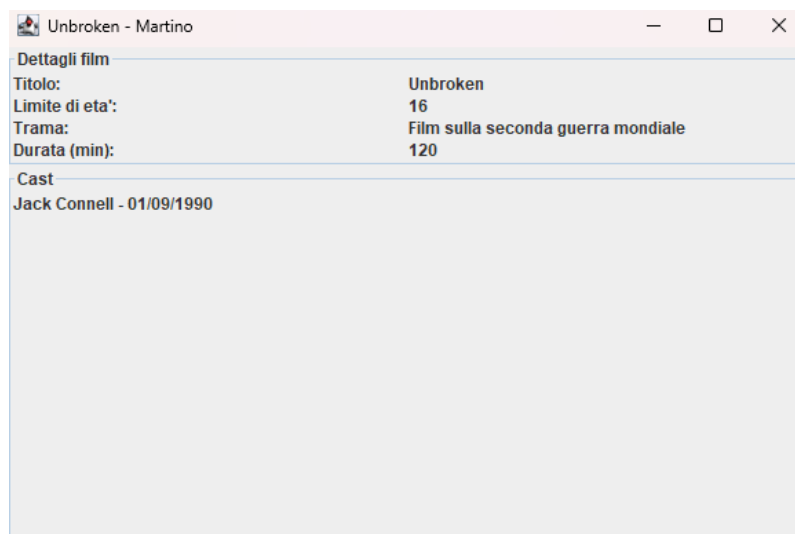 Unbroken - Martino
Dettagli film
Titolo: Unbroken
Limite di eta': 16
Trama: Film sulla seconda guerra mondiale
Durata (min): 120
Cast
Jack Connell - 01/09/1990